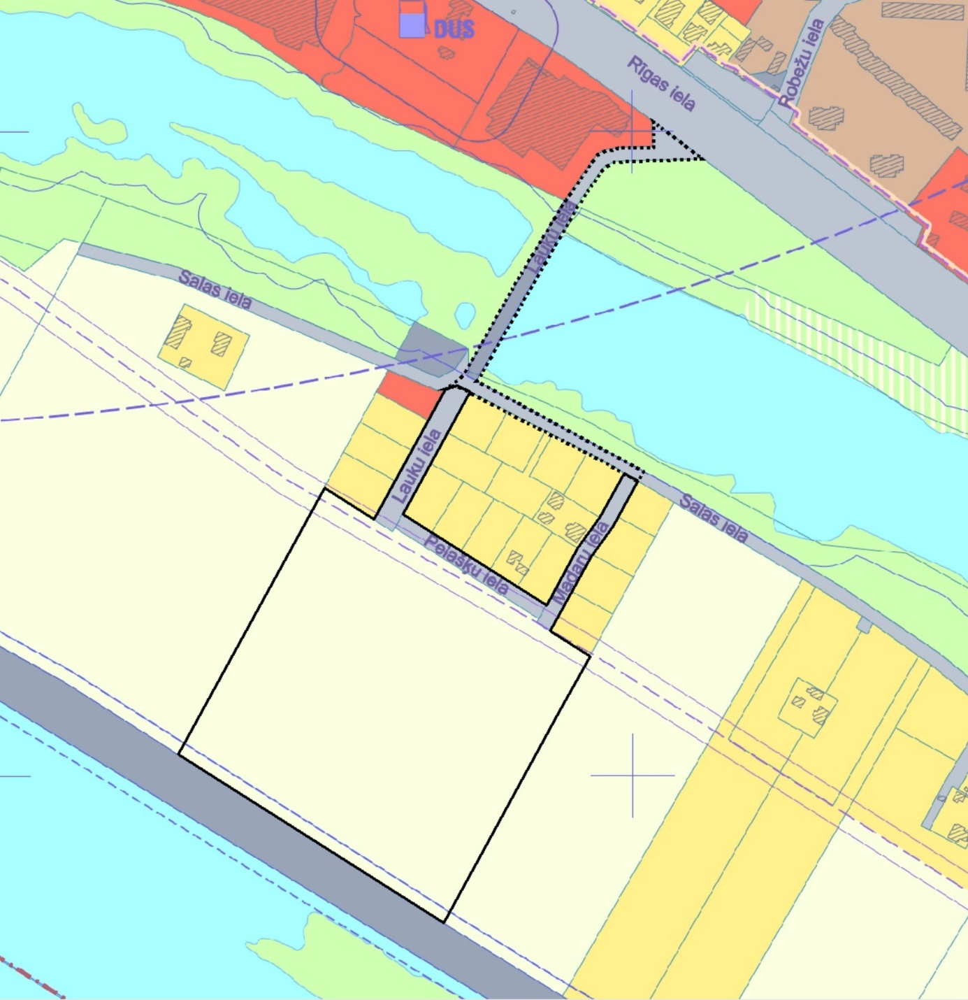 DUS
Rīgas iela
Robežu iela
Lauku iela
Salas iela
Lauku iela
Salas iela
Pelašķu iela
Madaru iela